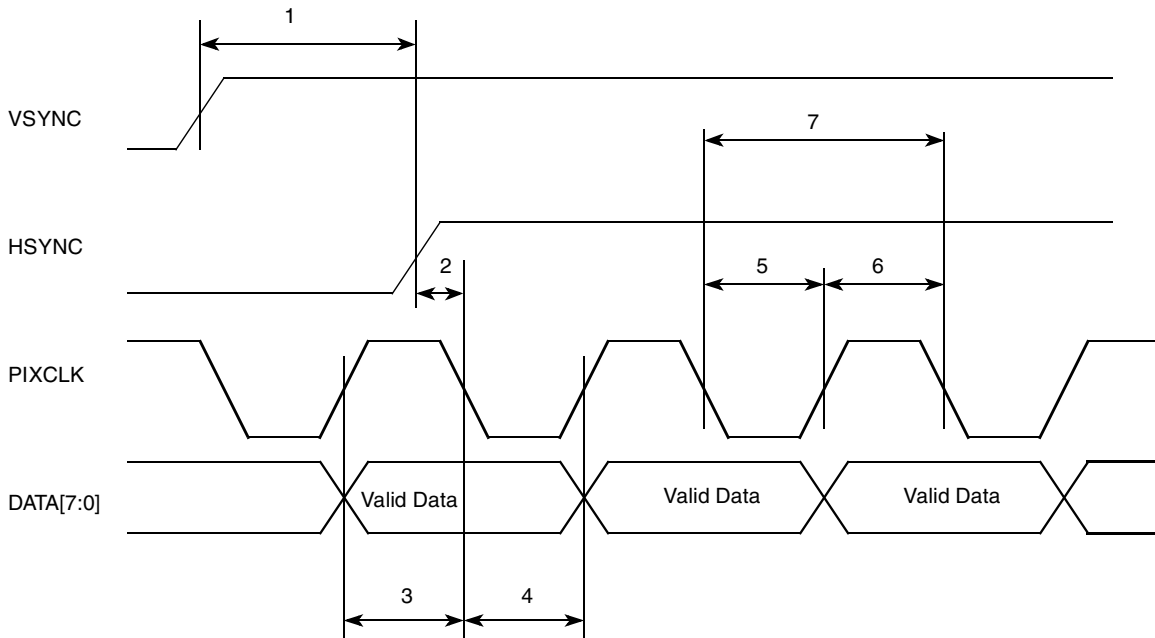 1
VSYNC
7
HSYNC
2
5
6
PIXCLK
DATA[7:0]
Valid Data
Valid Data
Valid Data
3
4